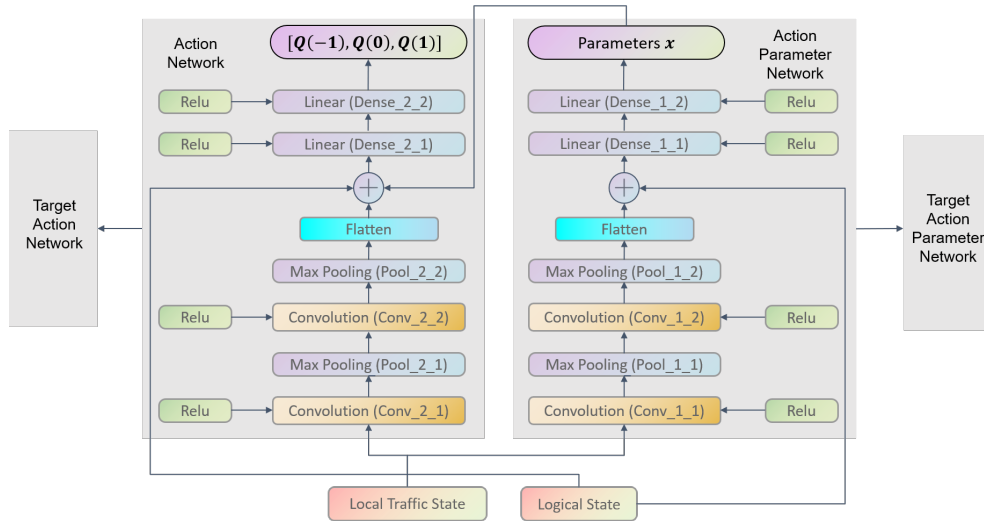 Action
Network
[Q(−1), Q(0), Q(1)]
Relu
Linear (Dense_2_2)
Relu
Linear (Dense_2_1)
+
Flatten
Max Pooling (Pool_2_2)
Relu
Convolution (Conv_2_2)
Max Pooling (Pool_2_1)
Relu
Convolution (Conv_2_1)
Target
Action
Network
Parameters x
Action
Parameter
Network
Linear (Dense_1_2)
Relu
Linear (Dense_1_1)
Relu
+
Flatten
Max Pooling (Pool_1_2)
Convolution (Conv_1_2)
Relu
Max Pooling (Pool_1_1)
Convolution (Conv_1_1)
Relu
Target
Action
Parameter
Network
Local Traffic State
Logical State